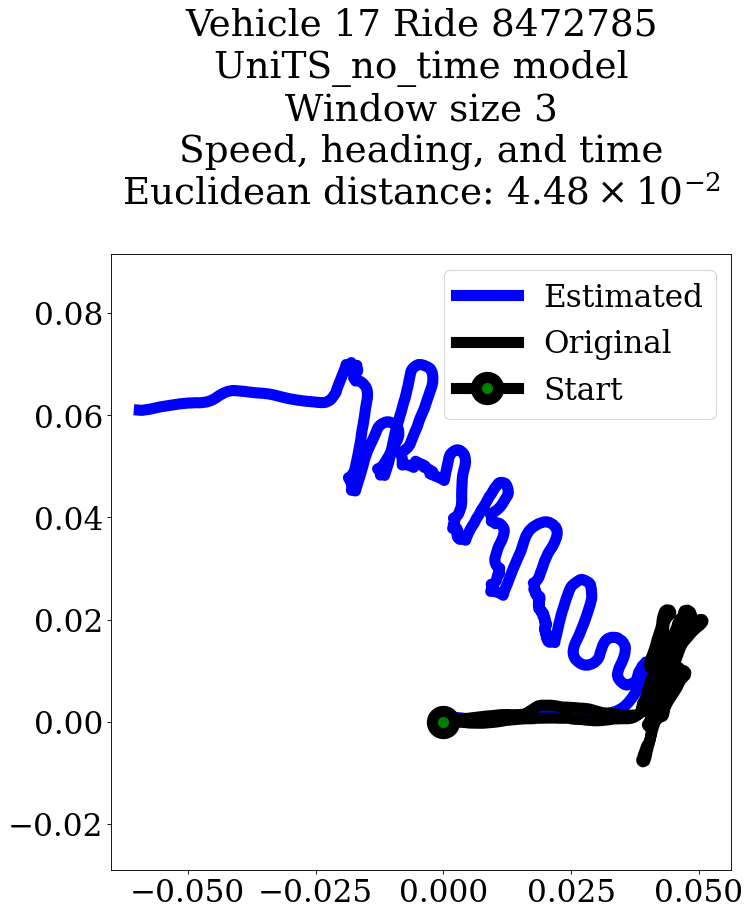 Vehicle 17 Ride 8472785
UniTS_no_time model
Window size 3
Speed, heading, and time
Euclidean distance: 4.48 × 10⁻²
Estimated
Original
Start
0.08
0.06
0.04
0.02
0.00
−0.02
−0.050 −0.025 0.000 0.025 0.050